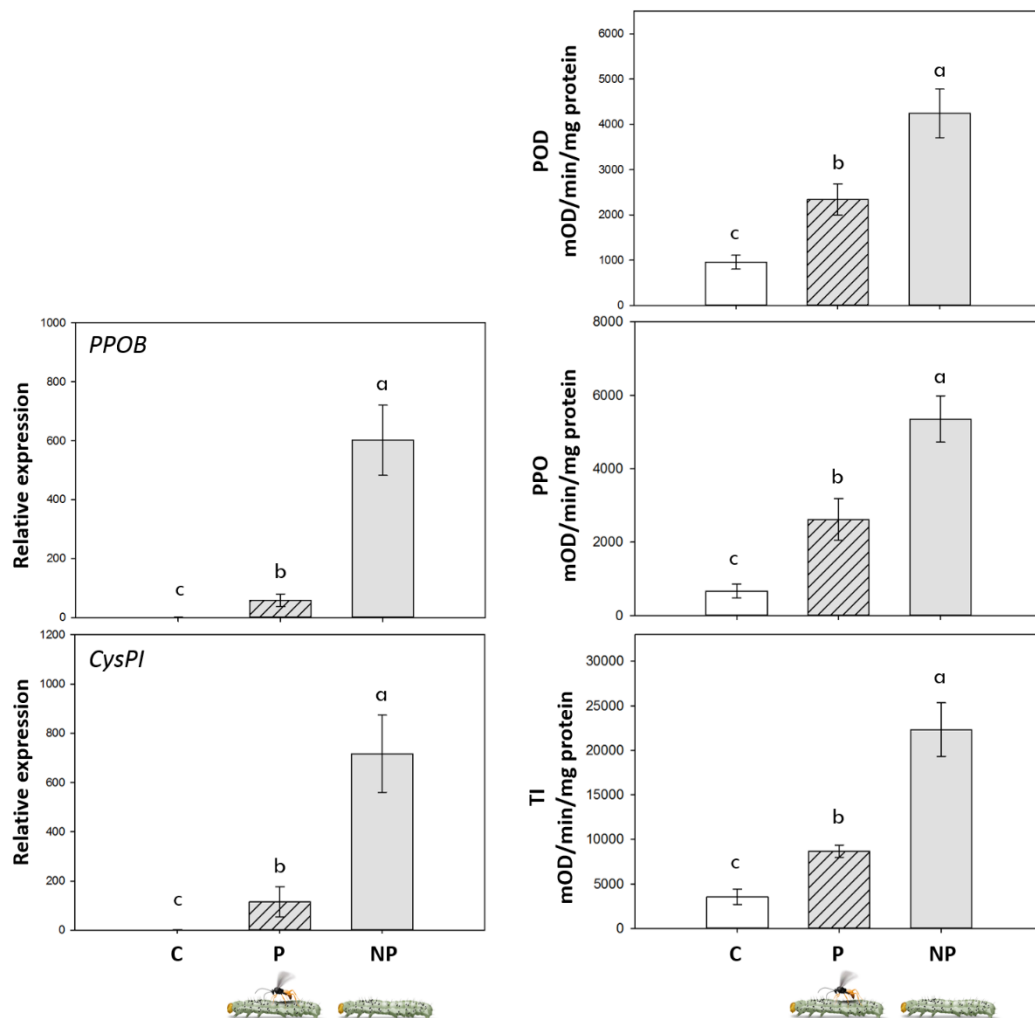 6000
5000
4000
3000
2000
1000
0
POD
mOD/min/mg protein
c
b
a
1000
800
600
400
200
0
Relative expression
PPOB
c
b
a
8000
6000
4000
2000
0
PPO
mOD/min/mg protein
c
b
a
1200
1000
800
600
400
200
0
Relative expression
CysPI
c
b
a
C P NP
30000
25000
20000
15000
10000
5000
0
TI
mOD/min/mg protein
c
b
a
C P NP